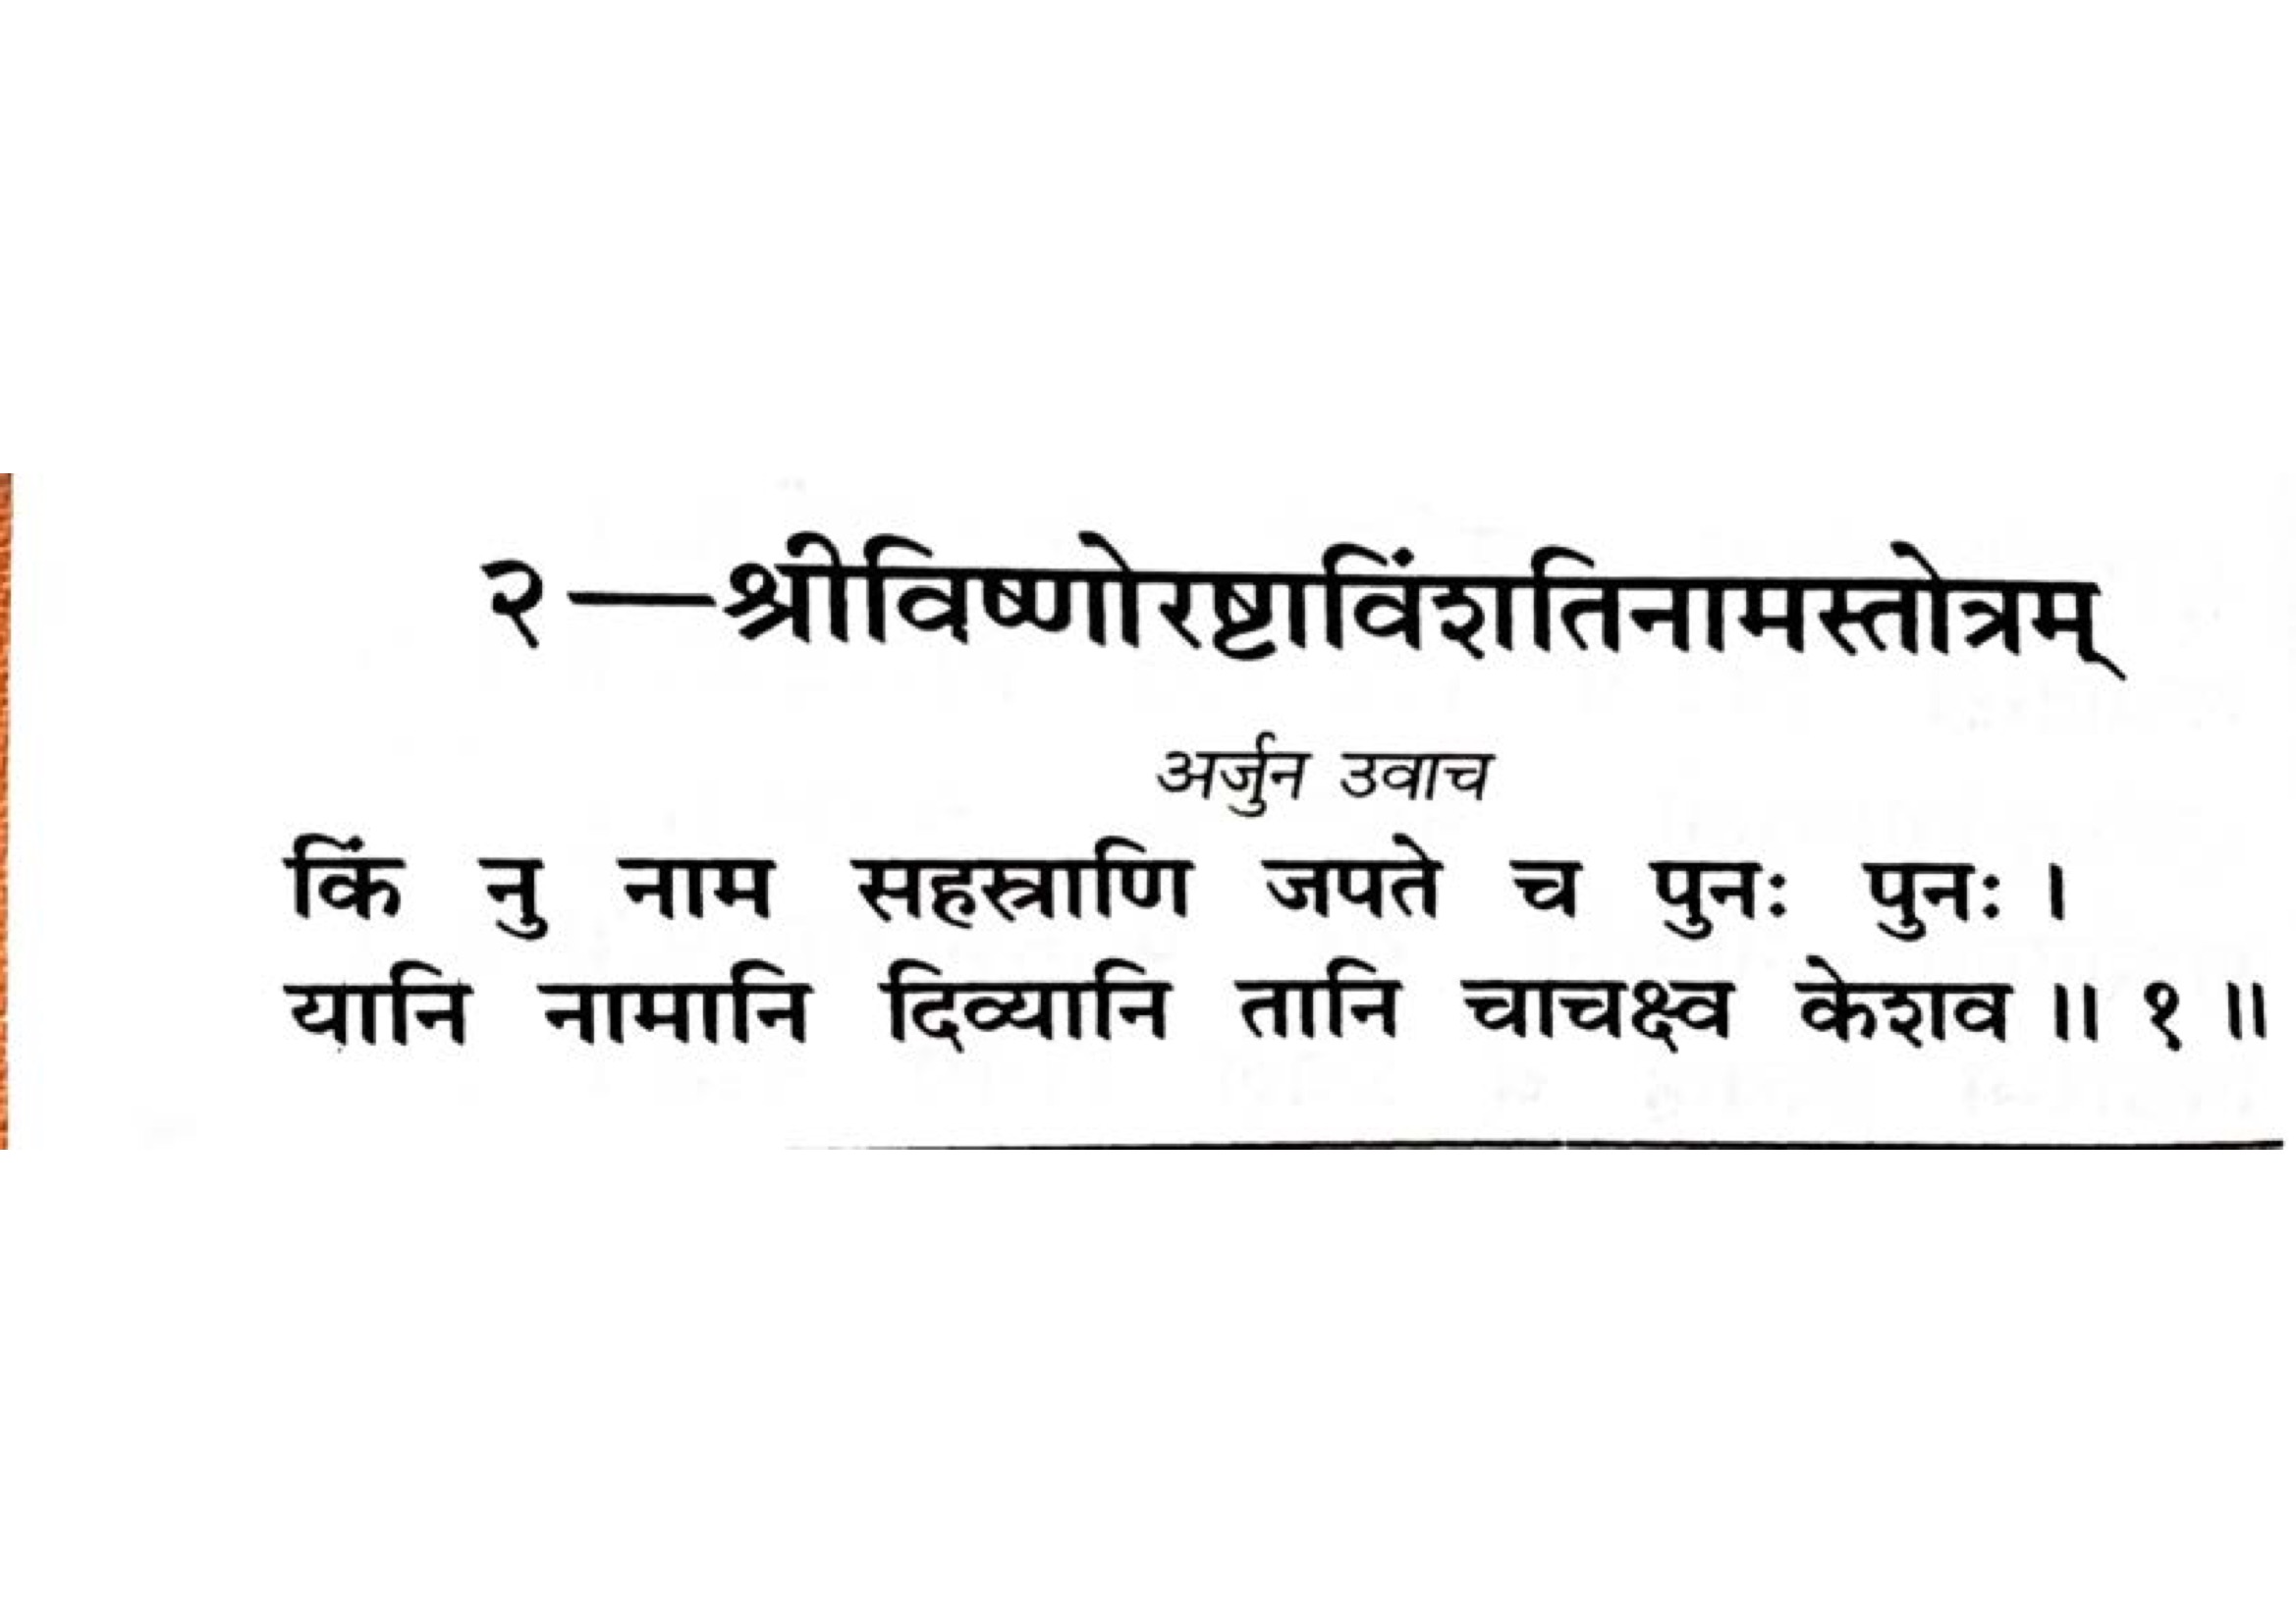 २—श्रीविष्णोरष्टाविंशतिनामस्तोत्रम्
अर्जुन उवाच
किं नु नाम सहस्राणि जपते च पुनः पुनः ।
यानि नामानि दिव्यानि तानि चाचक्ष्व केशव ॥ १ ॥